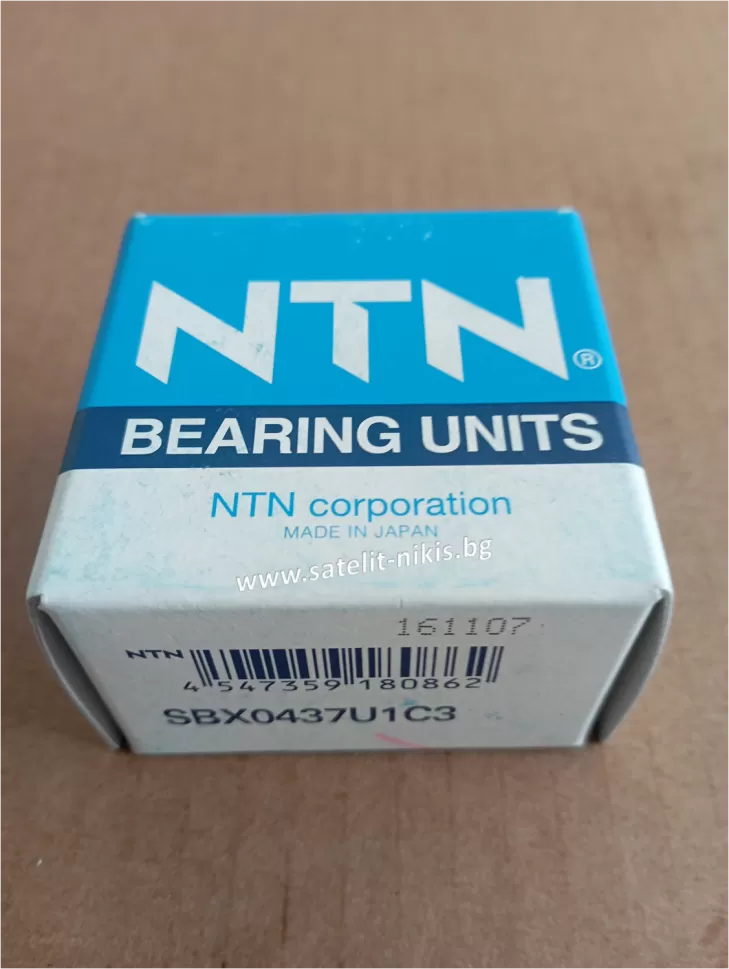 NTN®
BEARING UNITS
NTN corporation
MADE IN JAPAN
www.satelit-nikis.bg
161107
NTN
4 547359 180862
SBX0437U1C3